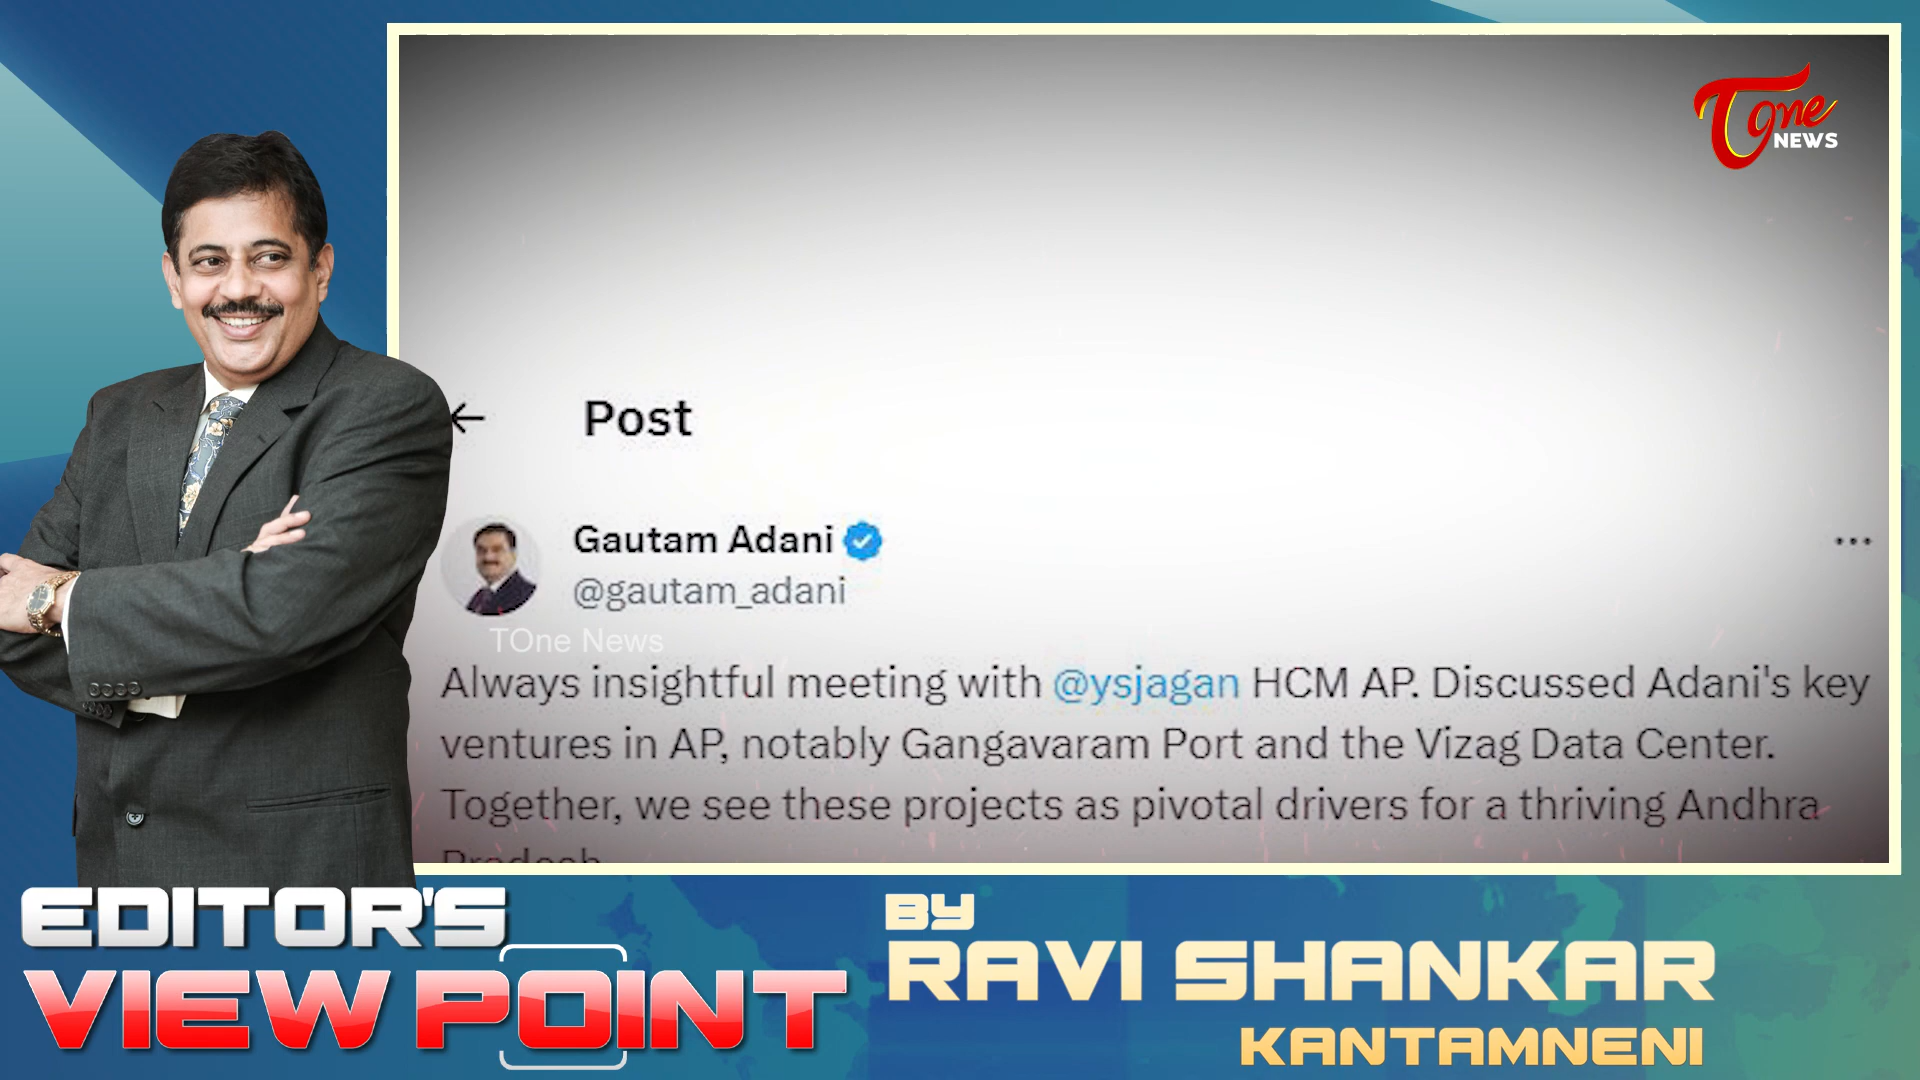 TOne
NEWS
← Post
Gautam Adani
@gautam_adani
TOne News
Always insightful meeting with @ysjagan HCM AP. Discussed Adani's key
ventures in AP, notably Gangavaram Port and the Vizag Data Center.
Together, we see these projects as pivotal drivers for a thriving Andhra
Pradesh
EDITOR'S
VIEW POINT
BY
RAVI SHANKAR
KANTAMNENI